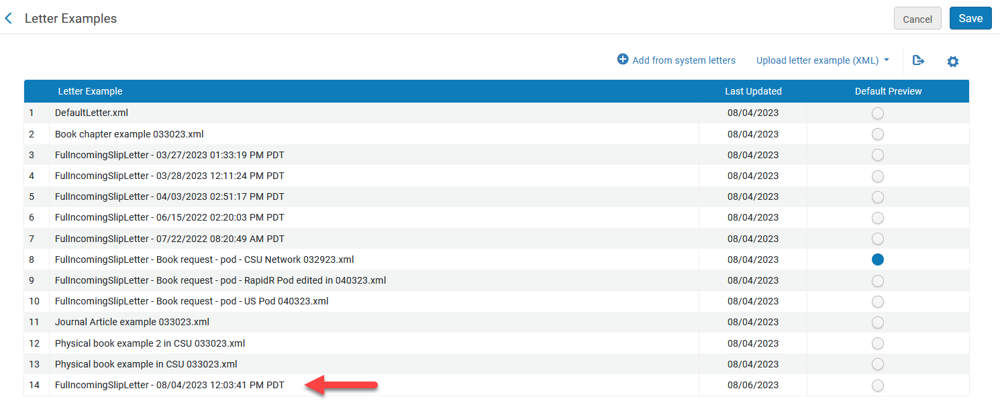 Letter Examples Cancel Save
Add from system letters Upload letter example (XML)
Letter Example Last Updated Default Preview
1 DefaultLetter.xml 08/04/2023
2 Book chapter example 033023.xml 08/04/2023
3 FulIncomingSlipLetter - 03/27/2023 01:33:19 PM PDT 08/04/2023
4 FulIncomingSlipLetter - 03/28/2023 12:11:24 PM PDT 08/04/2023
5 FulIncomingSlipLetter - 04/03/2023 02:51:17 PM PDT 08/04/2023
6 FulIncomingSlipLetter - 06/15/2022 02:20:03 PM PDT 08/04/2023
7 FulIncomingSlipLetter - 07/22/2022 08:20:49 AM PDT 08/04/2023
8 FulIncomingSlipLetter - Book request - pod - CSU Network 032923.xml 08/04/2023
9 FulIncomingSlipLetter - Book request - pod - RapidR Pod edited in 040323.xml 08/04/2023
10 FulIncomingSlipLetter - Book request - pod - US Pod 040323.xml 08/04/2023
11 Journal Article example 033023.xml 08/04/2023
12 Physical book example 2 in CSU 033023.xml 08/04/2023
13 Physical book example in CSU 033023.xml 08/04/2023
14 FulIncomingSlipLetter - 08/04/2023 12:03:41 PM PDT 08/06/2023